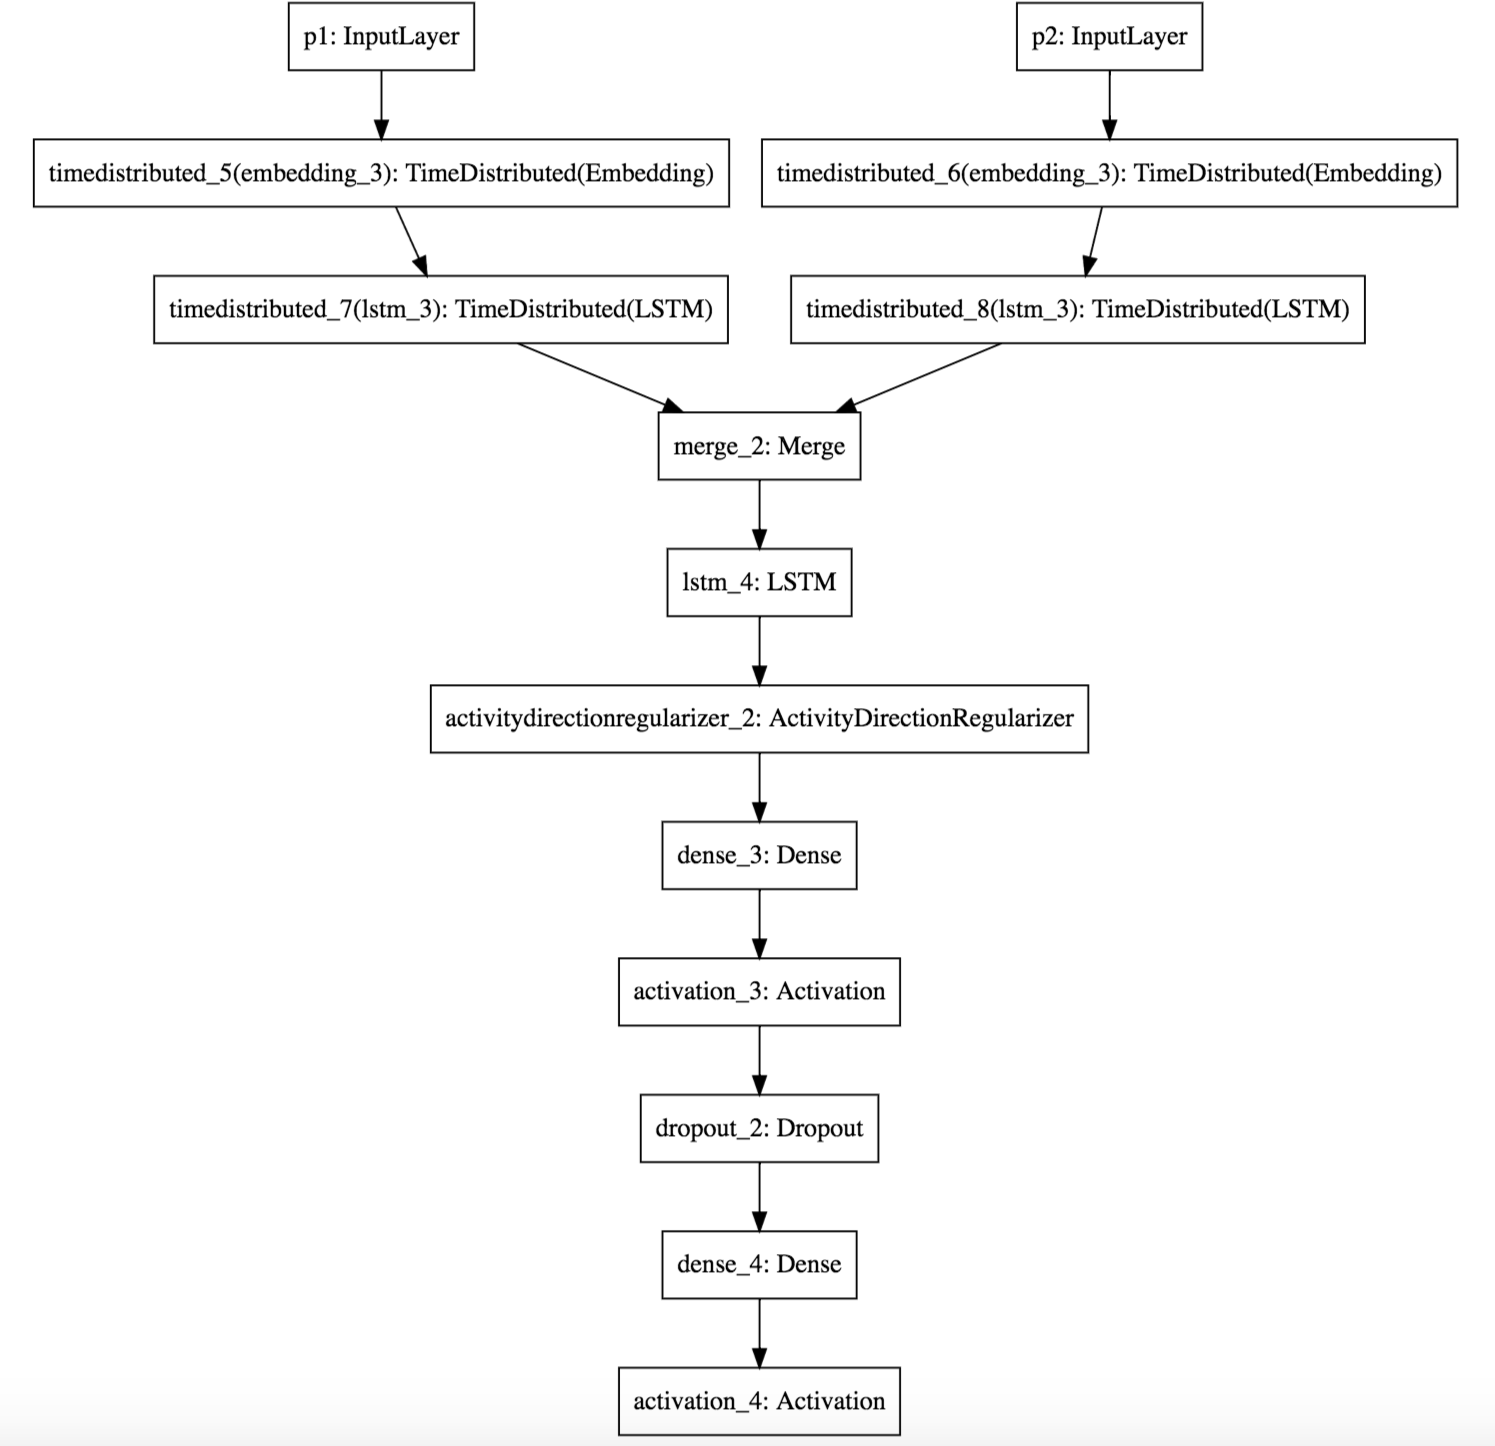 p1: InputLayer
p2: InputLayer
timedistributed_5(embedding_3): TimeDistributed(Embedding)
timedistributed_6(embedding_3): TimeDistributed(Embedding)
timedistributed_7(lstm_3): TimeDistributed(LSTM)
timedistributed_8(lstm_3): TimeDistributed(LSTM)
merge_2: Merge
lstm_4: LSTM
activitydirectionregularizer_2: ActivityDirectionRegularizer
dense_3: Dense
activation_3: Activation
dropout_2: Dropout
dense_4: Dense
activation_4: Activation